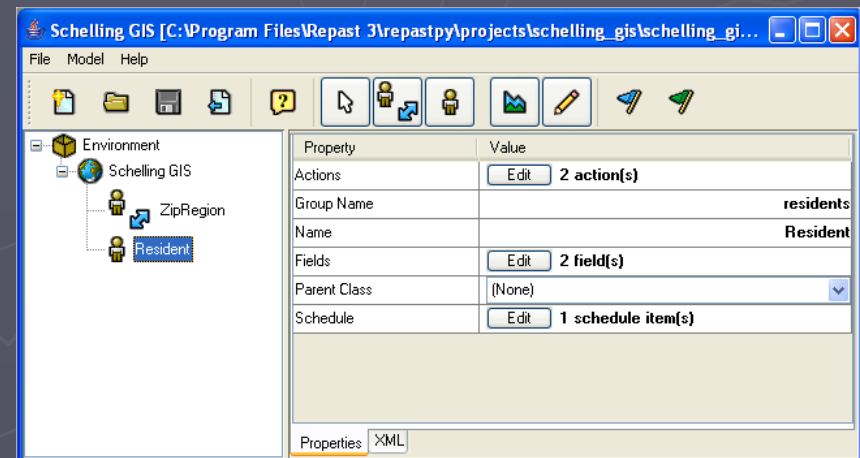 Schelling GIS [C:\Program Files\Repast 3\repastpy\projects\schelling_gis\schelling_gi...
File Model Help
Environment
Schelling GIS
ZipRegion
Resident
Property Value
Actions Edit 2 action(s)
Group Name residents
Name Resident
Fields Edit 2 field(s)
Parent Class (None)
Schedule Edit 1 schedule item(s)
Properties XML